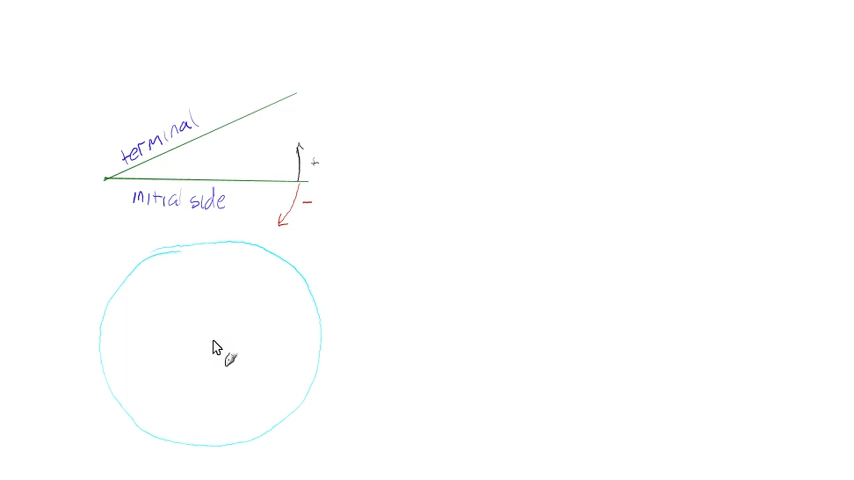 terminal
+
initial side
-